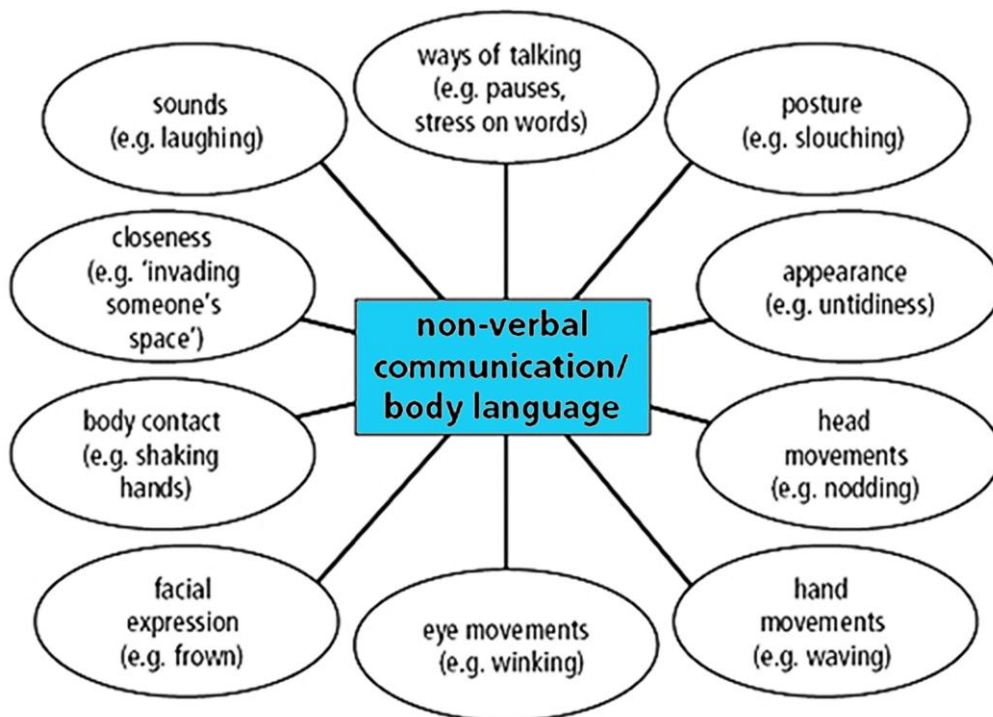 ways of talking
(e.g. pauses,
stress on words)
sounds
(e.g. laughing)
posture
(e.g. slouching)
closeness
(e.g. ‘invading
someone’s
space’)
appearance
(e.g. untidiness)
non-verbal
communication/
body language
body contact
(e.g. shaking
hands)
head
movements
(e.g. nodding)
facial
expression
(e.g. frown)
eye movements
(e.g. winking)
hand
movements
(e.g. waving)